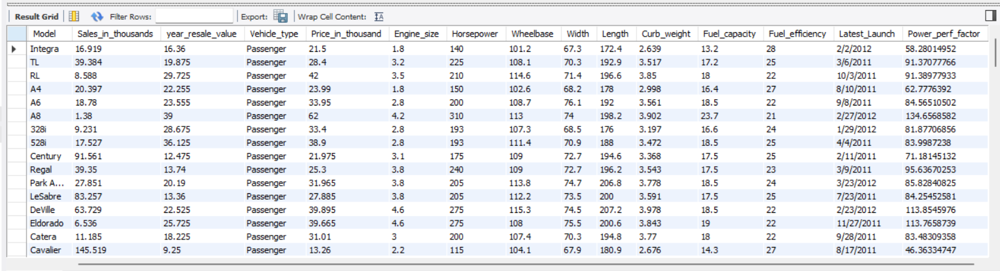 Result Grid Filter Rows: Export: Wrap Cell Content: IA
Model Sales_in_thousands year_resale_value Vehicle_type Price_in_thousand Engine_size Horsepower Wheelbase Width Length Curb_weight Fuel_capacity Fuel_efficiency Latest_Launch Power_perf_factor
Integra 16.919 16.36 Passenger 21.5 1.8 140 101.2 67.3 172.4 2.639 13.2 28 2/2/2012 58.28014952
TL 39.384 19.875 Passenger 28.4 3.2 225 108.1 70.3 192.9 3.517 17.2 25 3/6/2011 91.37077766
RL 8.588 29.725 Passenger 42 3.5 210 114.6 71.4 196.6 3.85 18 22 10/3/2011 91.38977933
A4 20.397 22.255 Passenger 23.99 1.8 150 102.6 68.2 178 2.998 16.4 27 8/10/2011 62.7776392
A6 18.78 23.555 Passenger 33.95 2.8 200 108.7 76.1 192 3.561 18.5 22 9/8/2011 84.56510502
A8 1.38 39 Passenger 62 4.2 310 113 74 198.2 3.902 23.7 21 2/27/2012 134.6568582
328i 9.231 28.675 Passenger 33.4 2.8 193 107.3 68.5 176 3.197 16.6 24 1/29/2012 81.87706856
528i 17.527 36.125 Passenger 38.9 2.8 193 111.4 70.9 188 3.472 18.5 25 4/4/2011 83.9987238
Century 91.561 12.475 Passenger 21.975 3.1 175 109 72.7 194.6 3.368 17.5 25 2/11/2011 71.18145132
Regal 39.35 13.74 Passenger 25.3 3.8 240 109 72.7 196.2 3.543 17.5 23 3/9/2011 95.63670253
Park A... 27.851 20.19 Passenger 31.965 3.8 205 113.8 74.7 206.8 3.778 18.5 24 3/23/2012 85.82840825
LeSabre 83.257 13.36 Passenger 27.885 3.8 205 112.2 73.5 200 3.591 17.5 25 7/23/2011 84.25452581
DeVille 63.729 22.525 Passenger 39.895 4.6 275 115.3 74.5 207.2 3.978 18.5 22 2/23/2012 113.8545976
Eldorado 6.536 25.725 Passenger 39.665 4.6 275 108 75.5 200.6 3.843 19 22 11/27/2011 113.7658739
Catera 11.185 18.225 Passenger 31.01 3 200 107.4 70.3 194.8 3.77 18 22 9/28/2011 83.48309358
Cavalier 145.519 9.25 Passenger 13.26 2.2 115 104.1 67.9 180.9 2.676 14.3 27 8/17/2011 46.36334747